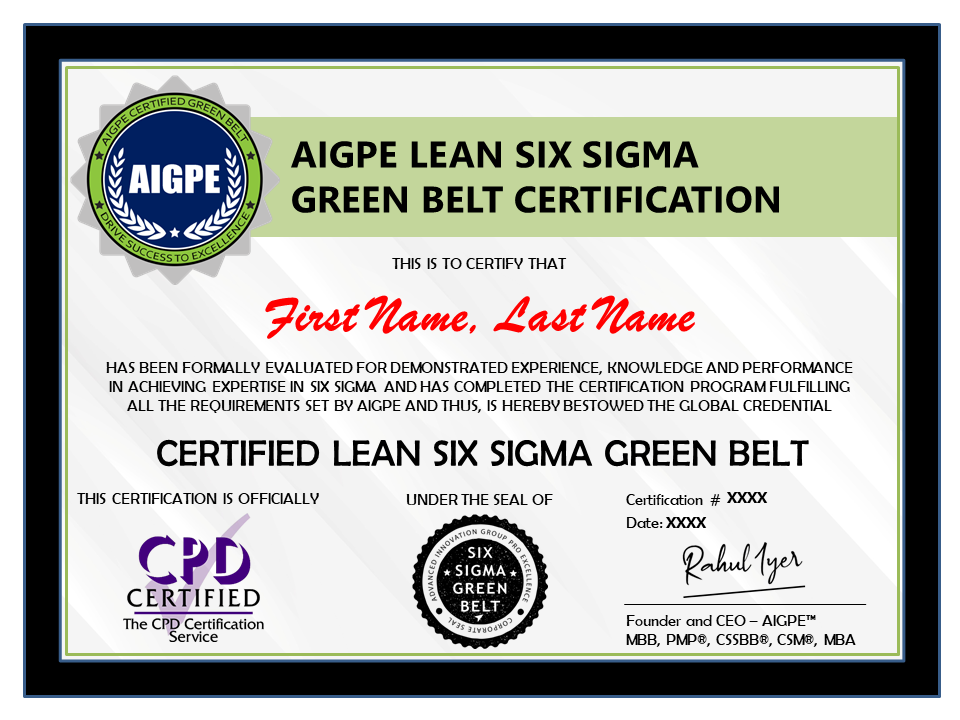 AIGPE CERTIFIED GREEN BELT
AIGPE
DRIVE SUCCESS TO EXCELLENCE
AIGPE LEAN SIX SIGMA
GREEN BELT CERTIFICATION
THIS IS TO CERTIFY THAT
First Name, Last Name
HAS BEEN FORMALLY EVALUATED FOR DEMONSTRATED EXPERIENCE, KNOWLEDGE AND PERFORMANCE
IN ACHIEVING EXPERTISE IN SIX SIGMA AND HAS COMPLETED THE CERTIFICATION PROGRAM FULFILLING
ALL THE REQUIREMENTS SET BY AIGPE AND THUS, IS HEREBY BESTOWED THE GLOBAL CREDENTIAL
CERTIFIED LEAN SIX SIGMA GREEN BELT
THIS CERTIFICATION IS OFFICIALLY
CPD
CERTIFIED
The CPD Certification
Service
UNDER THE SEAL OF
ADVANCED INNOVATION GROUP PRO EXCELLENCE
SIX
SIGMA
GREEN
BELT
CORPORATE SEAL
Certification # XXXX
Date: XXXX
Rahul Iyer
Founder and CEO – AIGPE™
MBB, PMP®, CSSBB®, CSM®, MBA